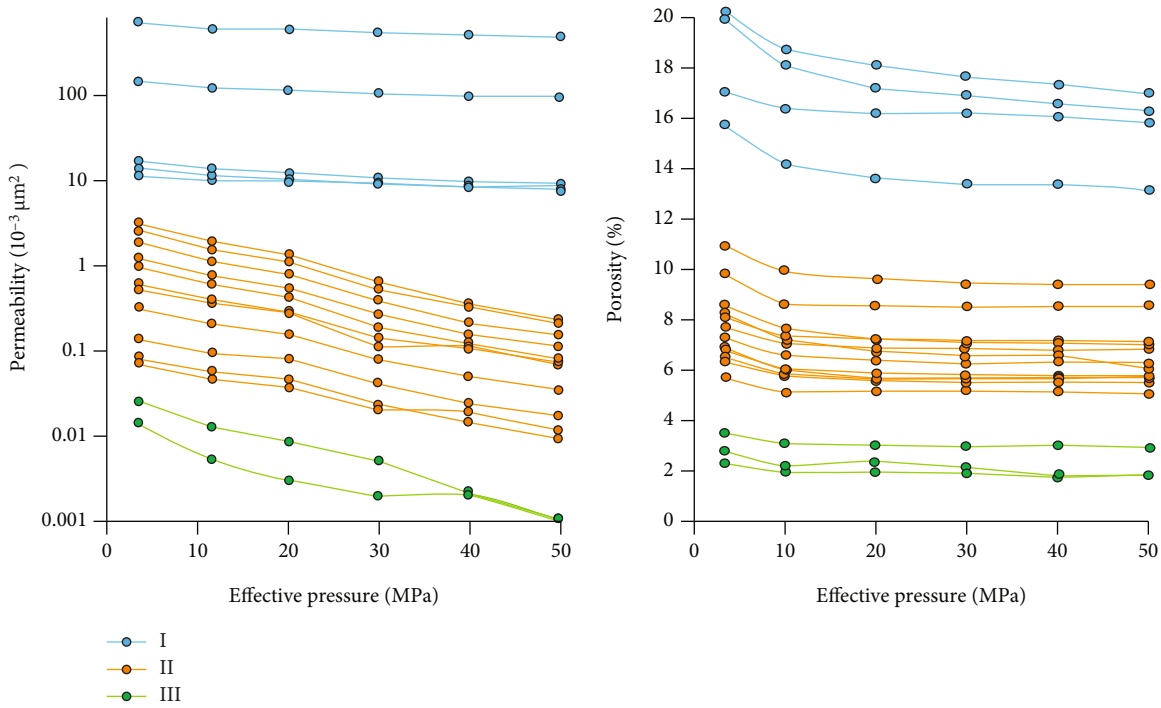 Permeability (10⁻³ μm²)
100
10
1
0.1
0.01
0.001
0 10 20 30 40 50
Effective pressure (MPa)
Porosity (%)
20
18
16
14
12
10
8
6
4
2
0
0 10 20 30 40 50
Effective pressure (MPa)
I
II
III